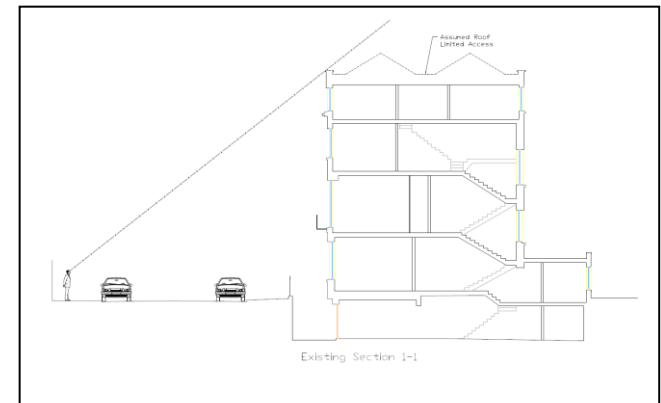 Assumed Roof
Limited Access
Existing Section 1-1